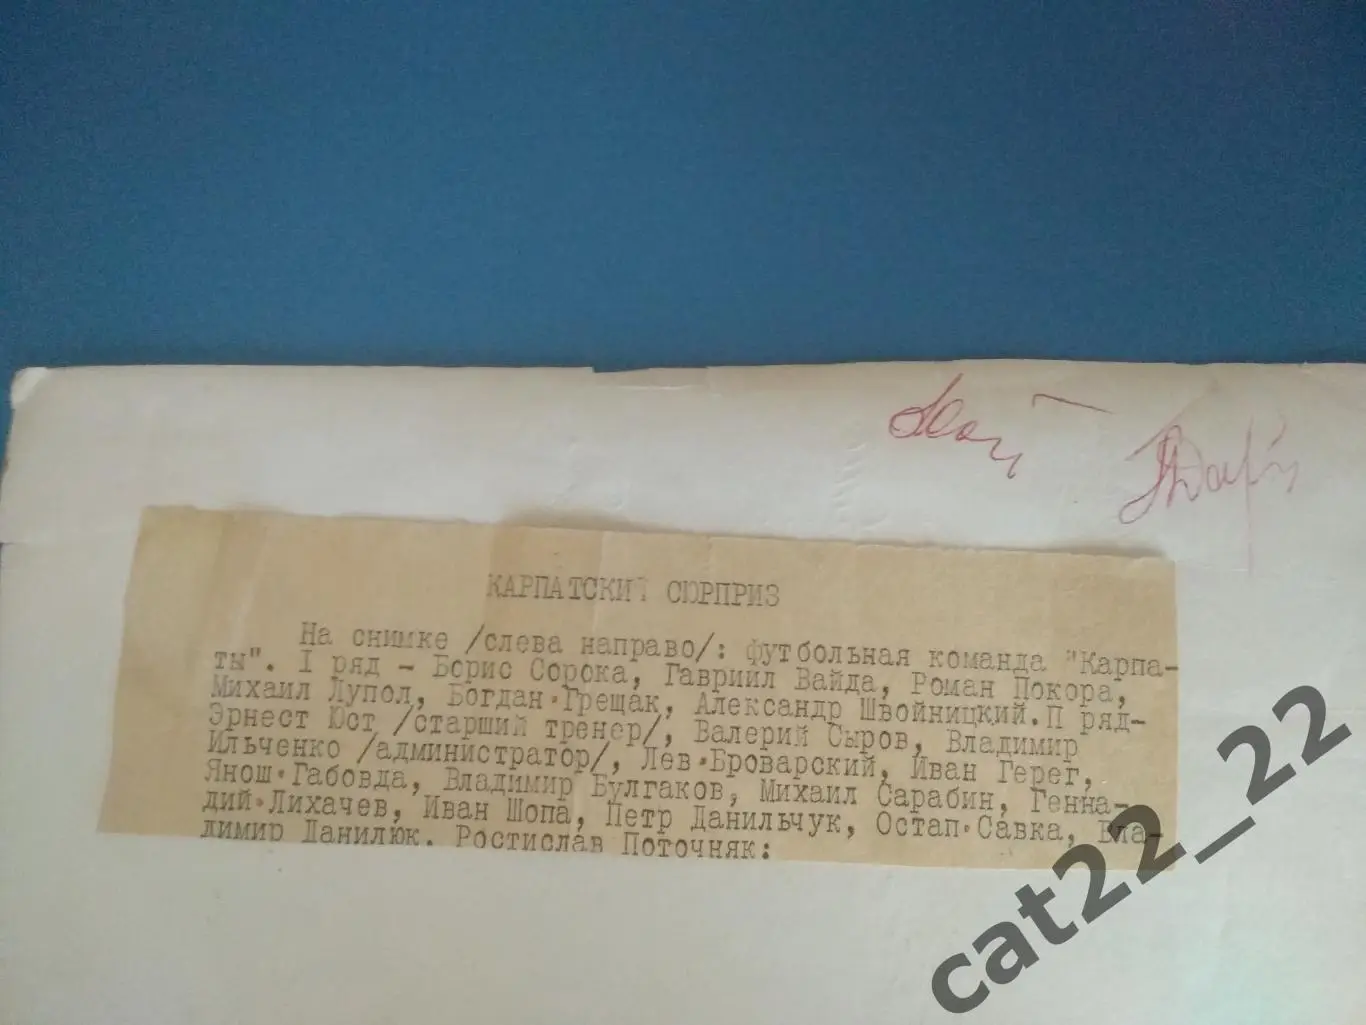 КАРПАТСКИЙ СЮРПРИЗ
На снимке /слева направо/: футбольная команда "Карпа-
ты". I ряд - Борис Сорока, Гавриил Вайда, Роман Покора,
Михаил Лупол, Богдан Грещак, Александр Швойницкий. П ряд-
Эрнест Юст /старший тренер/, Валерий Сыров, Владимир
Ильченко /администратор/, Лев Броварский, Иван Герег,
Янош Габовда, Владимир Булгаков, Михаил Сарабин, Генна-
дий Лихачев, Иван Шопа, Петр Данильчук, Остап Савка, Вла-
димир Данилюк, Ростислав Поточняк:
cat22_22